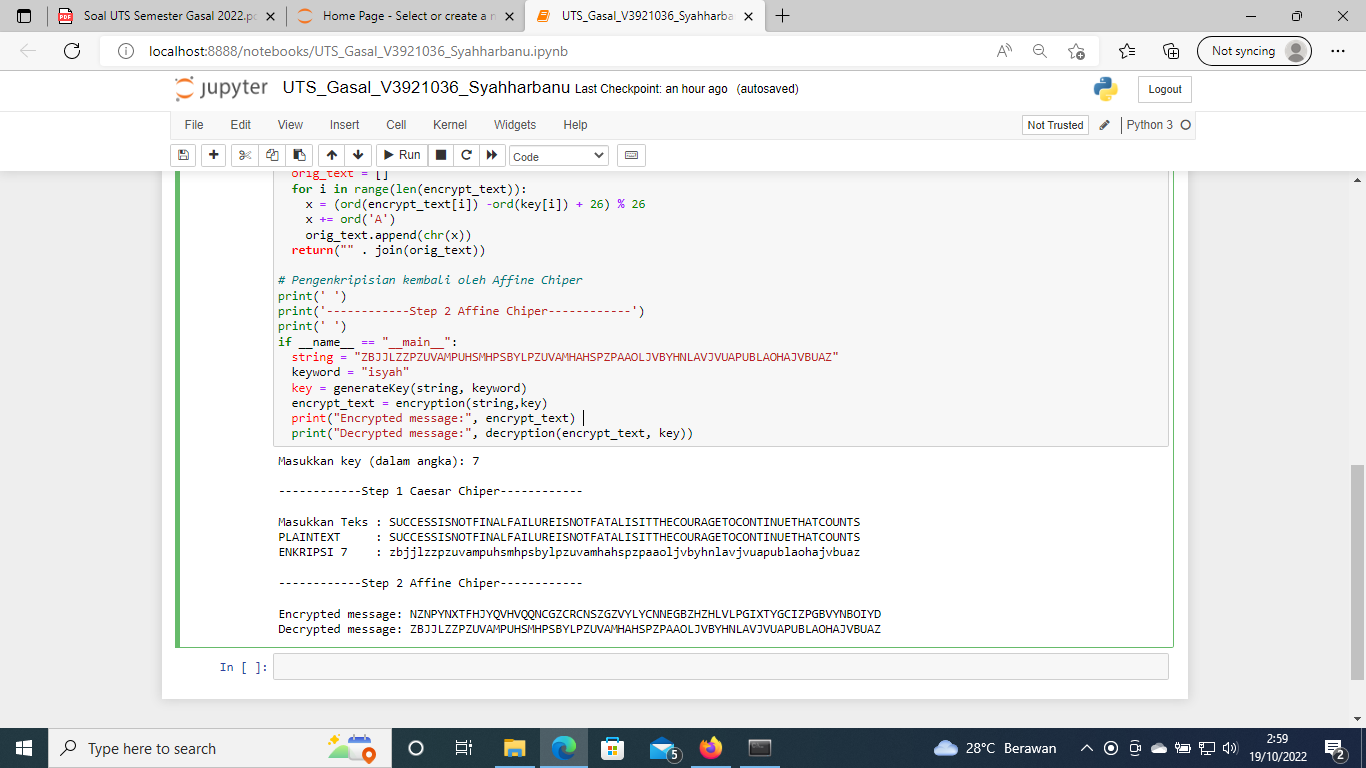 Soal UTS Semester Gasal 2022.pd
Home Page - Select or create a n
UTS_Gasal_V3921036_Syahharba
localhost:8888/notebooks/UTS_Gasal_V3921036_Syahharbanu.ipynb
Not syncing
jupyter UTS_Gasal_V3921036_Syahharbanu Last Checkpoint: an hour ago (autosaved)
Logout
File Edit View Insert Cell Kernel Widgets Help
Not Trusted
Python 3
Run
Code
orig_text = []
for i in range(len(encrypt_text)):
x = (ord(encrypt_text[i]) -ord(key[i]) + 26) % 26
x += ord('A')
orig_text.append(chr(x))
return("" . join(orig_text))
# Pengenkripisian kembali oleh Affine Chiper
print(' ')
print('------------Step 2 Affine Chiper------------')
print(' ')
if __name__ == "__main__":
string = "ZBJJLZZPZUVAMPUHSMHPSBYLPZUVAMHAHSPZPAAOLJVBYHNLAVJVUAPUBLAOHAJVBUAZ"
keyword = "isyah"
key = generateKey(string, keyword)
encrypt_text = encryption(string,key)
print("Encrypted message:", encrypt_text)
print("Decrypted message:", decryption(encrypt_text, key))
Masukkan key (dalam angka): 7
------------Step 1 Caesar Chiper------------
Masukkan Teks : SUCCESSISNOTFINALFAILUREISNOTFATALISITTHECOURAGETOCONTINUETHATCOUNTS
PLAINTEXT : SUCCESSISNOTFINALFAILUREISNOTFATALISITTHECOURAGETOCONTINUETHATCOUNTS
ENKRIPSI 7 : zbjjlzzpzuvampuhsmhpsbylpzuvamhahspzpaaoljvbyhnlavjvuapublaohajvbuaz
------------Step 2 Affine Chiper------------
Encrypted message: NZNPYNXTFHJYQVHVQQNCGZCRCNSZGZVYLYCNNEGBZHZHLVLPGIXTYGCIZPGBVYNBOIYD
Decrypted message: ZBJJLZZPZUVAMPUHSMHPSBYLPZUVAMHAHSPZPAAOLJVBYHNLAVJVUAPUBLAOHAJVBUAZ
In [ ]:
Type here to search
5
28°C Berawan
2:59
19/10/2022
2